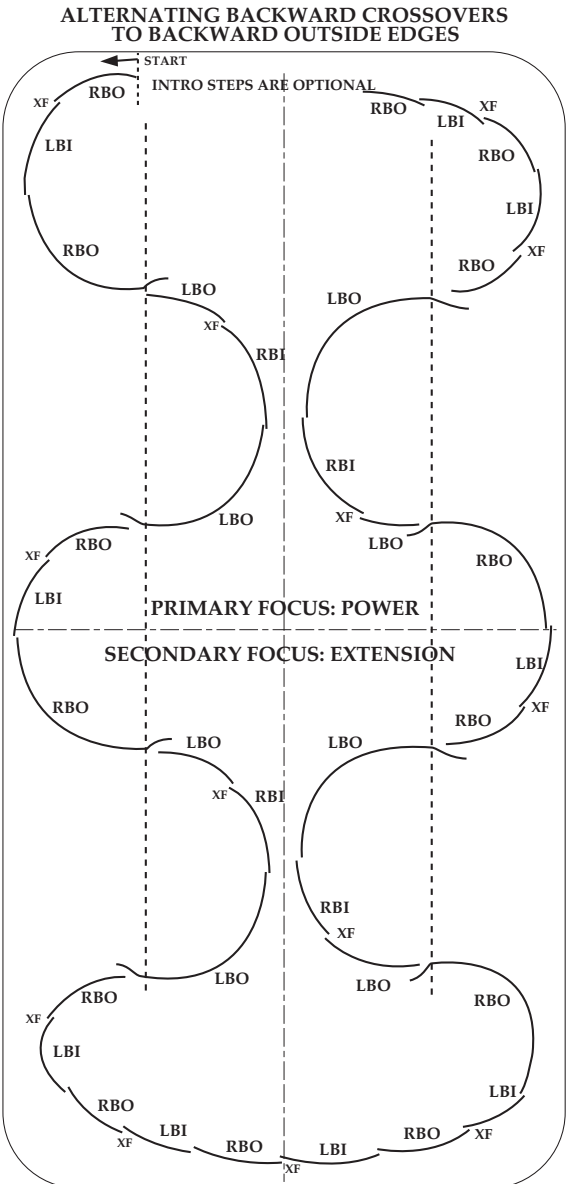 ALTERNATING BACKWARD CROSSOVERS
TO BACKWARD OUTSIDE EDGES
START
INTRO STEPS ARE OPTIONAL
RBO
XF
LBI
RBO
LBO
XF
RBI
LBO
RBO
XF
LBI
PRIMARY FOCUS: POWER
SECONDARY FOCUS: EXTENSION
RBO
LBO
XF
RBI
LBO
RBO
XF
LBI
RBO
XF
LBI
RBO
XF
LBI
RBO
XF
LBI
RBO
LBO
XF
RBI
LBO
RBO
XF
LBI
RBO
LBO
XF
RBI
LBO
RBO
XF
LBI
RBO
XF
LBI
RBO